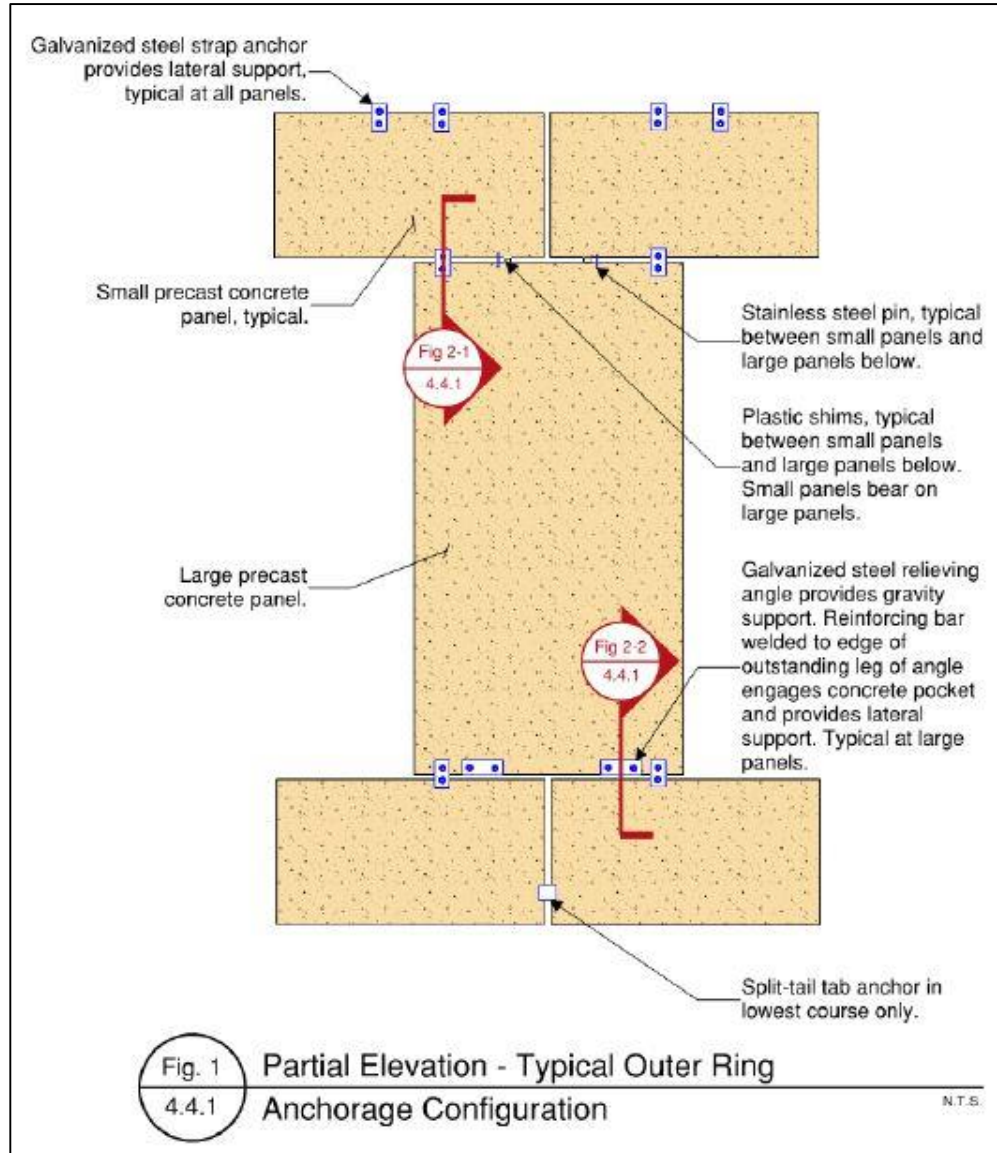 Galvanized steel strap anchor
provides lateral support,
typical at all panels.
Small precast concrete
panel, typical.
Fig 2-1
4.4.1
Stainless steel pin, typical
between small panels and
large panels below.
Plastic shims, typical
between small panels
and large panels below.
Small panels bear on
large panels.
Large precast
concrete panel.
Galvanized steel relieving
angle provides gravity
support. Reinforcing bar
welded to edge of
outstanding leg of angle
engages concrete pocket
and provides lateral
support. Typical at large
panels.
Fig 2-2
4.4.1
Split-tail tab anchor in
lowest course only.
Fig. 1
4.4.1
Partial Elevation - Typical Outer Ring
Anchorage Configuration
N.T.S.